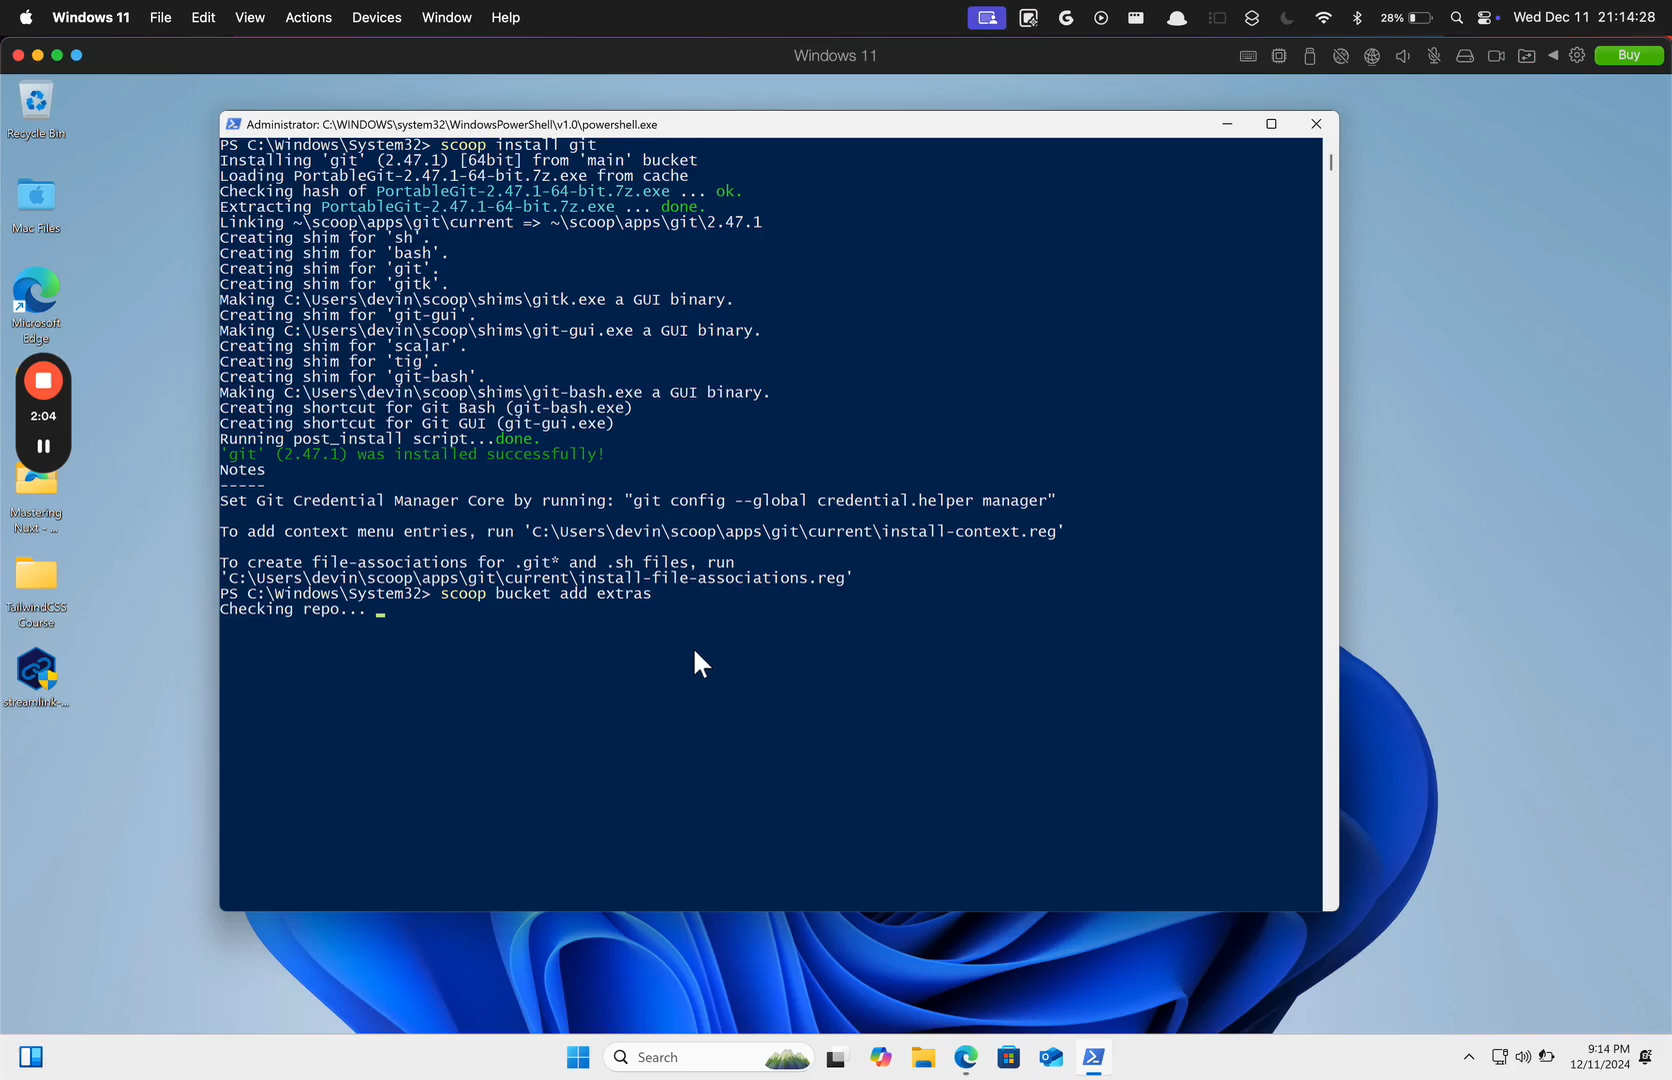 Windows 11 File Edit View Actions Devices Window Help 28% Wed Dec 11 21:14:28
Windows 11 Buy
Recycle Bin
Mac Files
Microsoft
Edge
2:04
Mastering
Nuxt - ...
TailwindCSS
Course
streamlink-...
Administrator: C:\WINDOWS\system32\WindowsPowerShell\v1.0\powershell.exe
PS C:\Windows\System32> scoop install git
Installing 'git' (2.47.1) [64bit] from 'main' bucket
Loading PortableGit-2.47.1-64-bit.7z.exe from cache
Checking hash of PortableGit-2.47.1-64-bit.7z.exe ... ok.
Extracting PortableGit-2.47.1-64-bit.7z.exe ... done.
Linking ~\scoop\apps\git\current => ~\scoop\apps\git\2.47.1
Creating shim for 'sh'.
Creating shim for 'bash'.
Creating shim for 'git'.
Creating shim for 'gitk'.
Making C:\Users\devin\scoop\shims\gitk.exe a GUI binary.
Creating shim for 'git-gui'.
Making C:\Users\devin\scoop\shims\git-gui.exe a GUI binary.
Creating shim for 'scalar'.
Creating shim for 'tig'.
Creating shim for 'git-bash'.
Making C:\Users\devin\scoop\shims\git-bash.exe a GUI binary.
Creating shortcut for Git Bash (git-bash.exe)
Creating shortcut for Git GUI (git-gui.exe)
Running post_install script...done.
'git' (2.47.1) was installed successfully!
Notes
-----
Set Git Credential Manager Core by running: "git config --global credential.helper manager"
To add context menu entries, run 'C:\Users\devin\scoop\apps\git\current\install-context.reg'
To create file-associations for .git* and .sh files, run
'C:\Users\devin\scoop\apps\git\current\install-file-associations.reg'
PS C:\Windows\System32> scoop bucket add extras
Checking repo...
Search
9:14 PM
12/11/2024